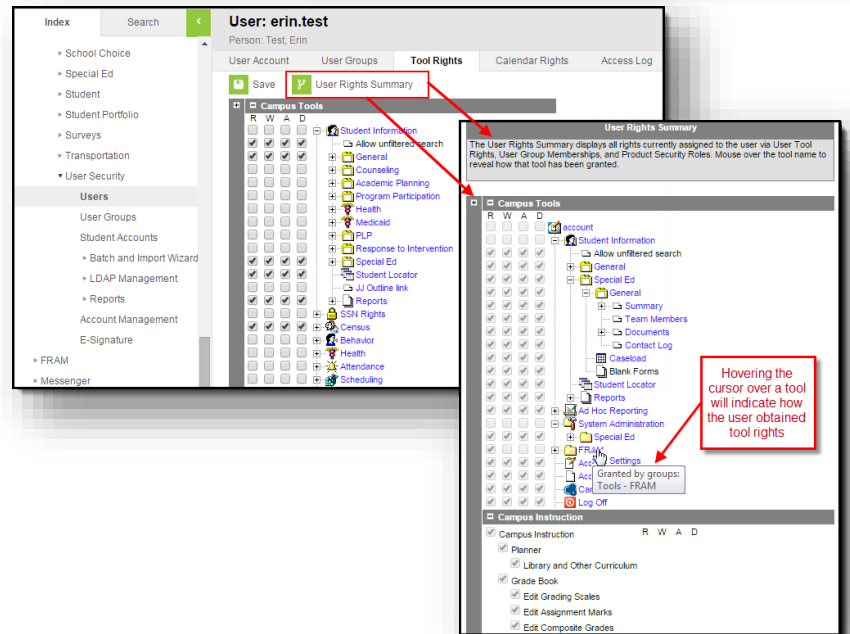 Index
Search
School Choice
Special Ed
Student
Student Portfolio
Surveys
Transportation
User Security
Users
User Groups
Student Accounts
Batch and Import Wizard
LDAP Management
Reports
Account Management
E-Signature
FRAM
Messenger
User: erin.test
Person: Test, Erin
User Account User Groups Tool Rights Calendar Rights Access Log
Save User Rights Summary
Campus Tools
R W A D
Student Information
Allow unfiltered search
General
Counseling
Academic Planning
Program Participation
Health
Medicaid
PLP
Response to Intervention
Special Ed
Student Locator
JJ Outline link
Reports
SSN Rights
Census
Behavior
Health
Attendance
Scheduling
User Rights Summary
The User Rights Summary displays all rights currently assigned to the user via User Tool
Rights, User Group Memberships, and Product Security Roles. Mouse over the tool name to
reveal how that tool has been granted.
Campus Tools
R W A D
account
Student Information
Allow unfiltered search
General
Special Ed
General
Summary
Team Members
Documents
Contact Log
Caseload
Blank Forms
Student Locator
Reports
Ad Hoc Reporting
System Administration
Special Ed
FRAM
Settings
Granted by groups:
Tools - FRAM
Log Off
Hovering the
cursor over a tool
will indicate how
the user obtained
tool rights
Campus Instruction
Campus Instruction R W A D
Planner
Library and Other Curriculum
Grade Book
Edit Grading Scales
Edit Assignment Marks
Edit Composite Grades